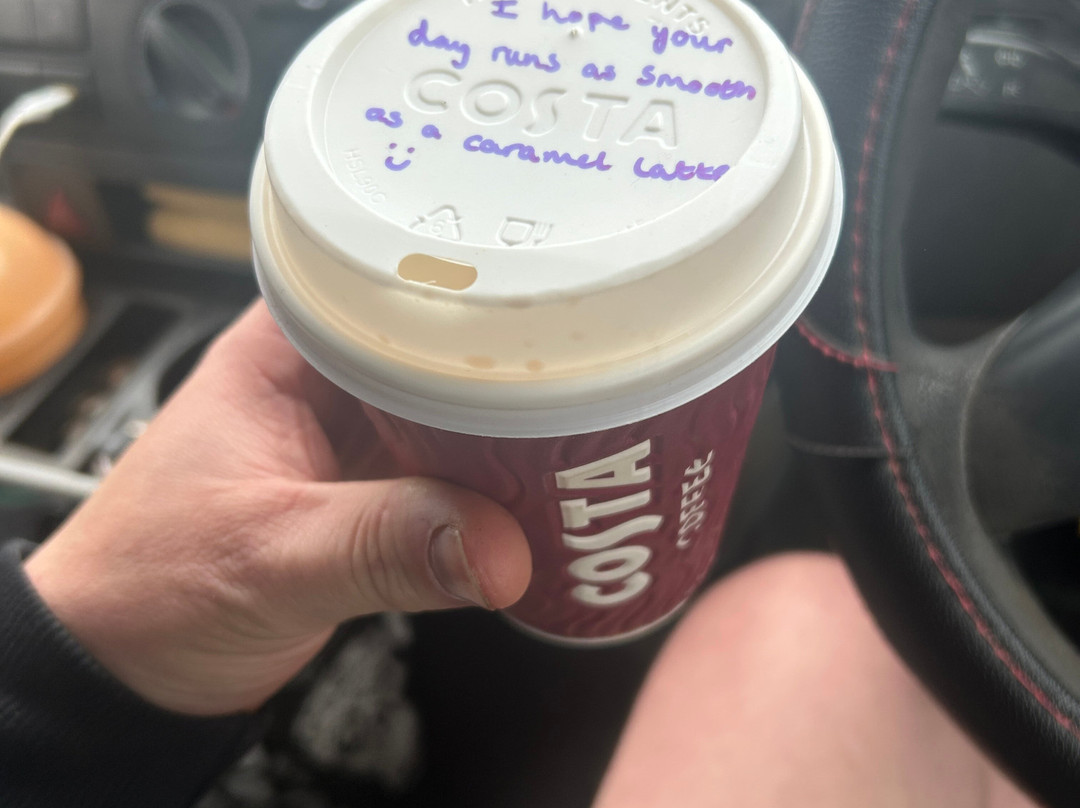 I hope your
day runs as smooth
COSTA
as a caramel latte
COSTA
COFFEE